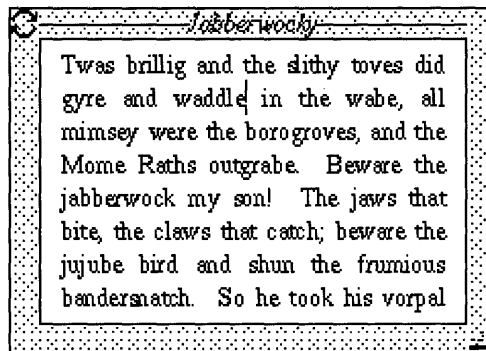 Jabberwocky
Twas brillig and the slithy toves did
gyre and waddle in the wabe, all
mimsey were the borogroves, and the
Mome Raths outgrabe. Beware the
jabberwock my son! The jaws that
bite, the claws that catch; beware the
jujube bird and shun the frumious
bandersnatch. So he took his vorpal